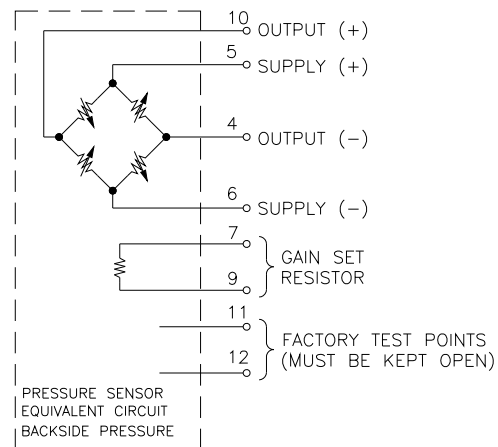 10 OUTPUT (+)
5 SUPPLY (+)
4 OUTPUT (−)
6 SUPPLY (−)
7
GAIN SET
RESISTOR
9
11
FACTORY TEST POINTS
(MUST BE KEPT OPEN)
12
PRESSURE SENSOR
EQUIVALENT CIRCUIT
BACKSIDE PRESSURE